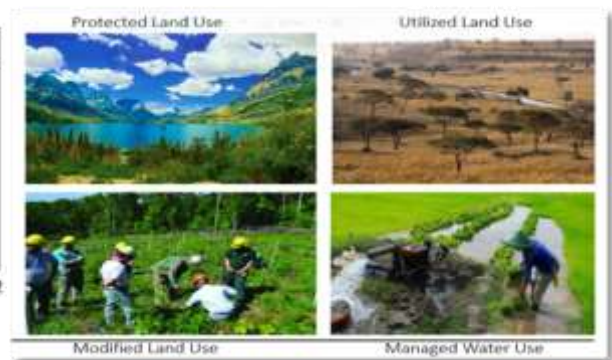 Protected Land Use
Utilized Land Use
Modified Land Use
Managed Water Use